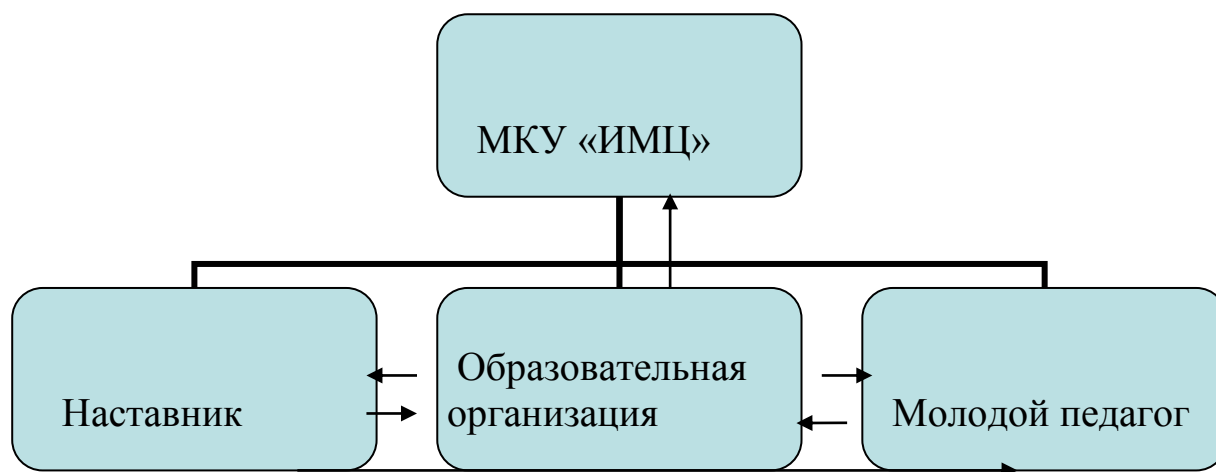 МКУ «ИМЦ»
Наставник
Образовательная
организация
Молодой педагог